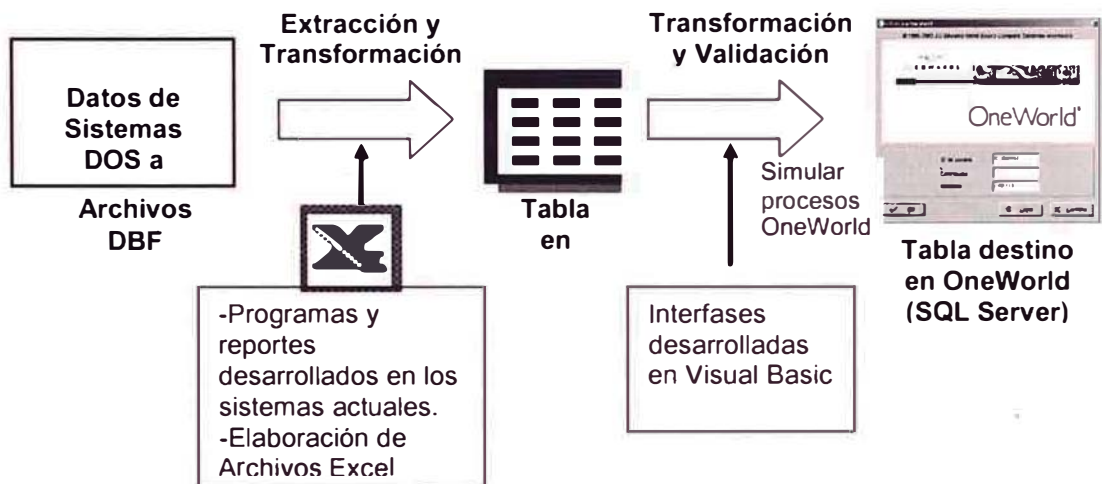 Extracción y
Transformación
Transformación
y Validación
Datos de
Sistemas
DOS a
Archivos
DBF
Tabla
en
Simular
procesos
OneWorld
OneWorld
Tabla destino
en OneWorld
(SQL Server)
-Programas y
reportes
desarrollados en los
sistemas actuales.
-Elaboración de
Archivos Excel
Interfases
desarrolladas
en Visual Basic